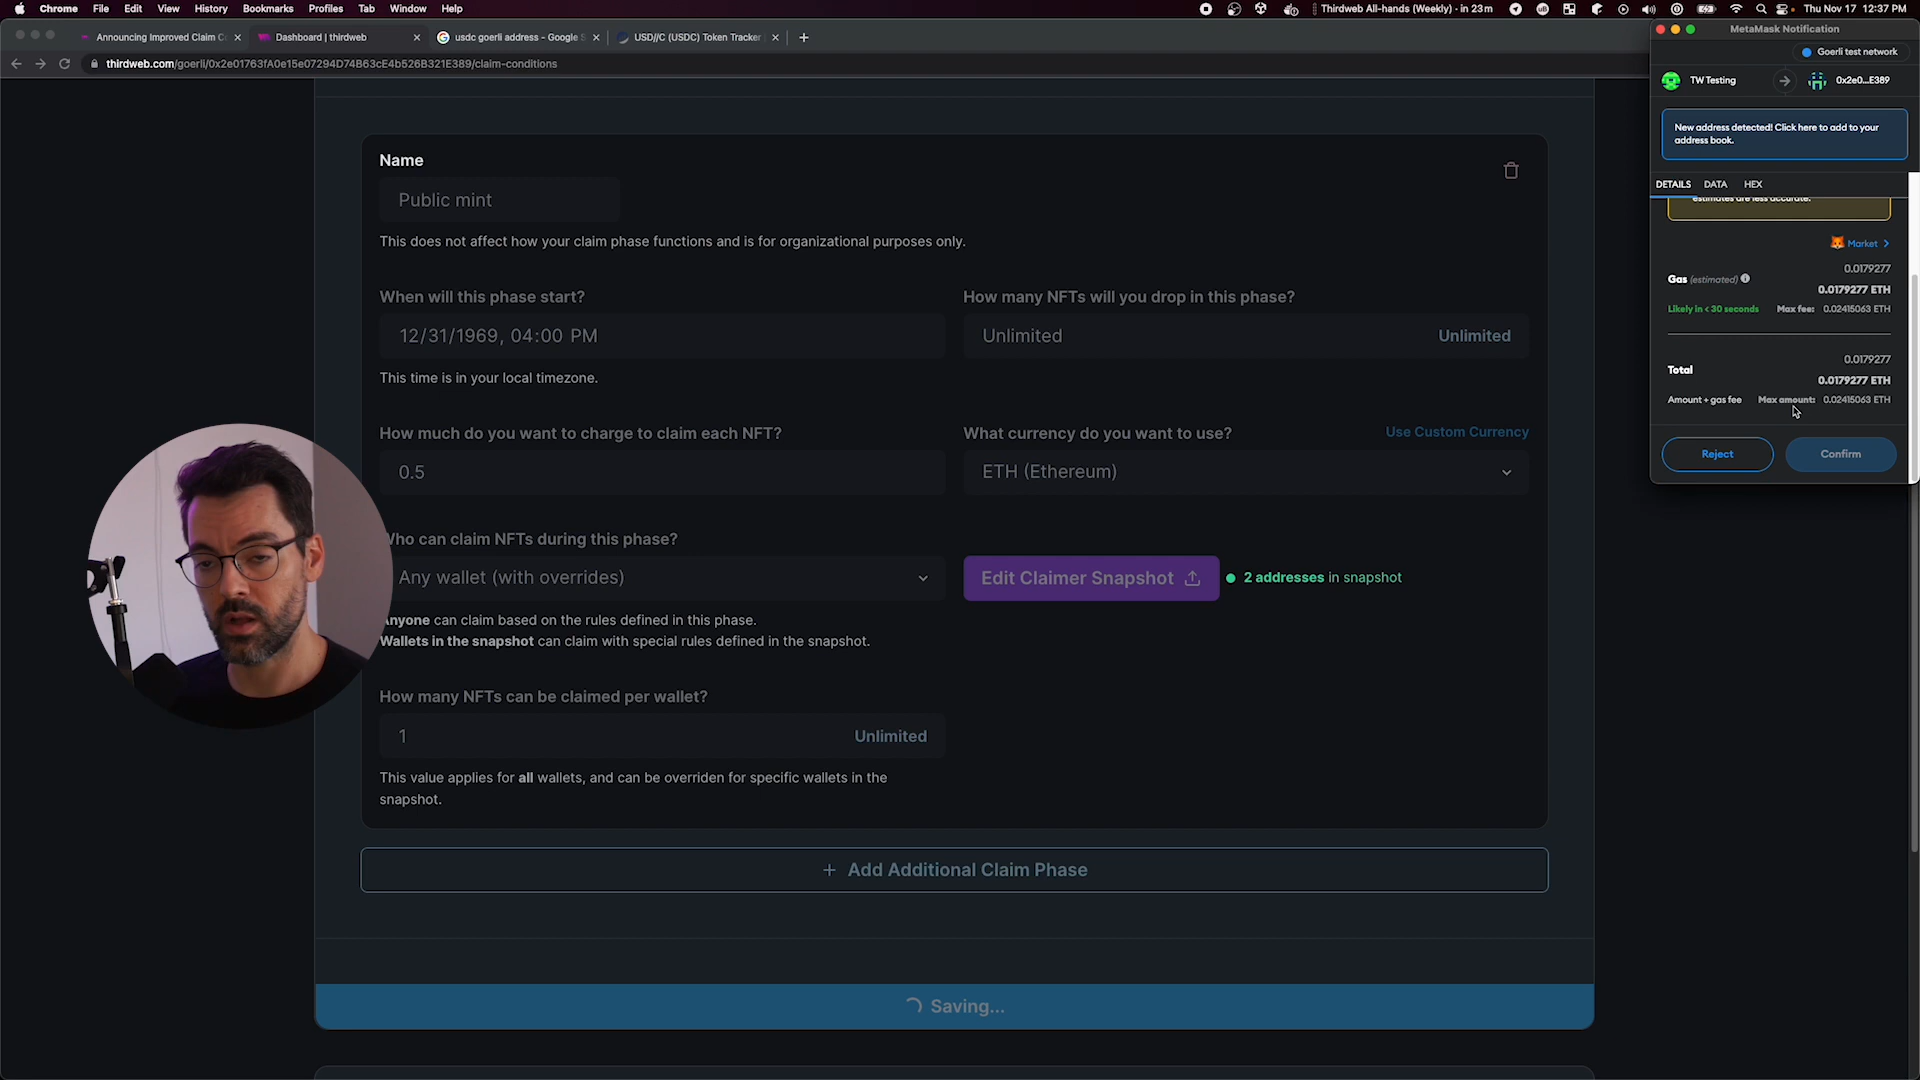 Chrome File Edit View History Bookmarks Profiles Tab Window Help
Thirdweb All-hands (Weekly) - in 23m
Thu Nov 17 12:37 PM
Announcing Improved Claim C
Dashboard | thirdweb
usdc goerli address - Google S
USD//C (USDC) Token Tracker
thirdweb.com/goerli/0x2e01763fA0e15e07294D74B63cE4b526B321E389/claim-conditions
MetaMask Notification
Goerli test network
TW Testing
0x2e0...E389
New address detected! Click here to add to your
address book.
DETAILS DATA HEX
estimates are less accurate.
Market
0.0179277
Gas (estimated)
0.0179277 ETH
Likely in < 30 seconds
Max fee: 0.02415063 ETH
0.0179277
Total
0.0179277 ETH
Amount + gas fee
Max amount: 0.02415063 ETH
Reject
Confirm
Name
Public mint
This does not affect how your claim phase functions and is for organizational purposes only.
When will this phase start?
12/31/1969, 04:00 PM
This time is in your local timezone.
How many NFTs will you drop in this phase?
Unlimited
Unlimited
How much do you want to charge to claim each NFT?
0.5
What currency do you want to use?
Use Custom Currency
ETH (Ethereum)
Who can claim NFTs during this phase?
Any wallet (with overrides)
Edit Claimer Snapshot
2 addresses in snapshot
Anyone can claim based on the rules defined in this phase.
Wallets in the snapshot can claim with special rules defined in the snapshot.
How many NFTs can be claimed per wallet?
1
Unlimited
This value applies for all wallets, and can be overriden for specific wallets in the
snapshot.
+ Add Additional Claim Phase
Saving...